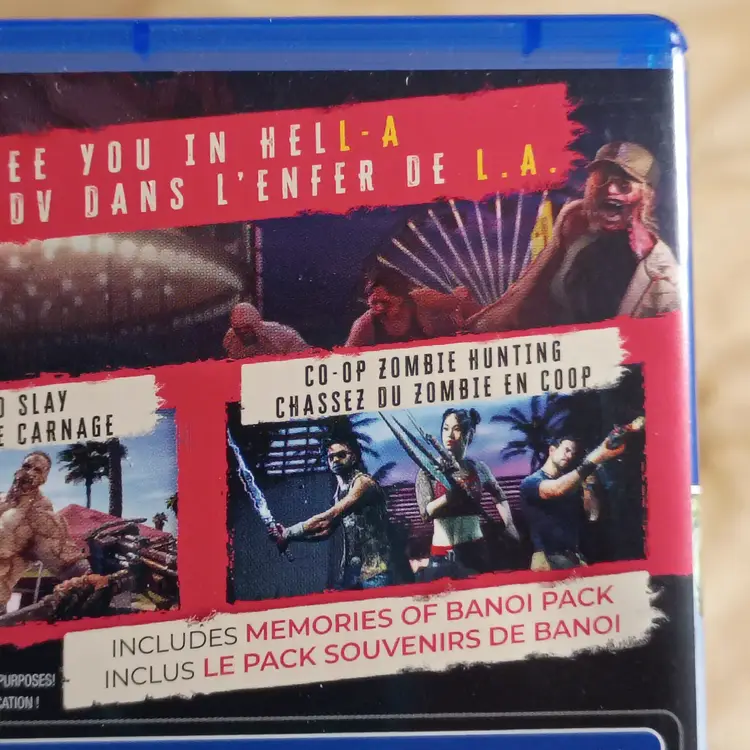 EE YOU IN HELL-A
DV DANS L'ENFER DE L.A.
CO-OP ZOMBIE HUNTING
CHASSEZ DU ZOMBIE EN COOP
SLAY
CARNAGE
INCLUDES MEMORIES OF BANOI PACK
INCLUS LE PACK SOUVENIRS DE BANOI
PURPOSES!
CATION !